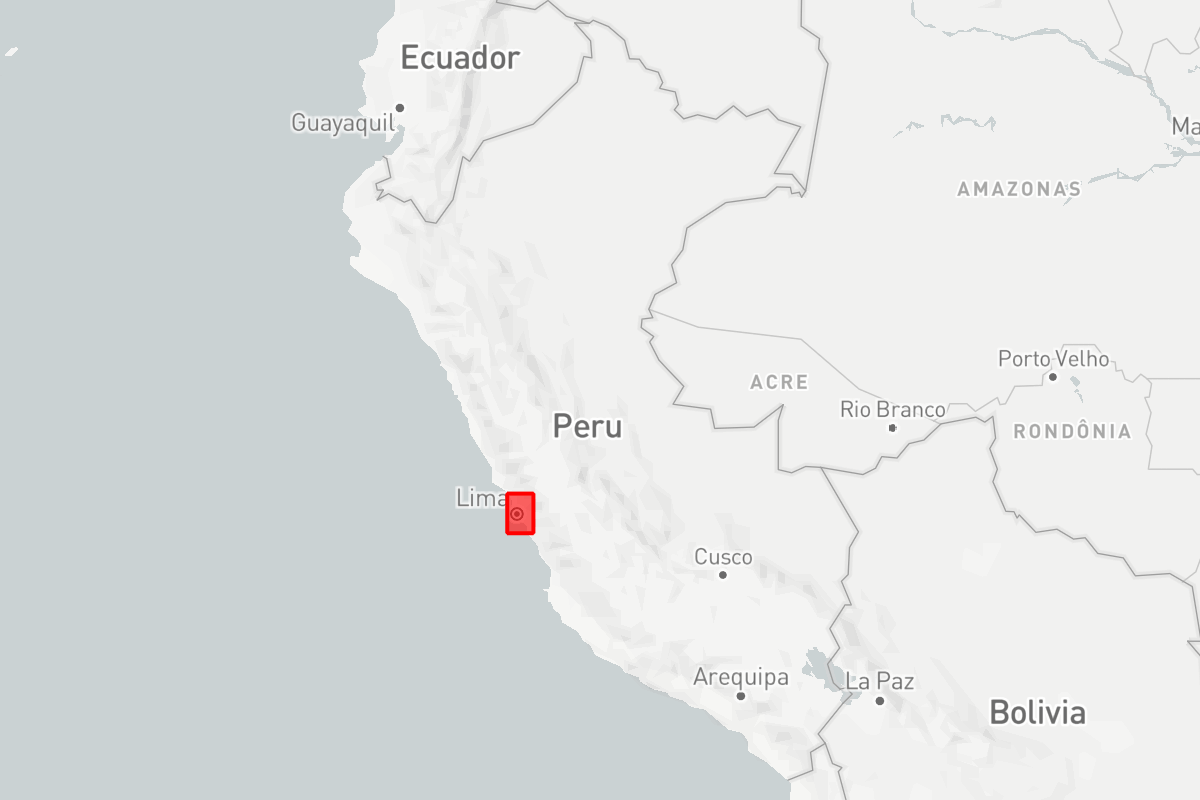 Ecuador
Guayaquil
Ma
AMAZONAS
Porto Velho
ACRE
Rio Branco
Peru
RONDÔNIA
Lima
Cusco
Arequipa
La Paz
Bolivia